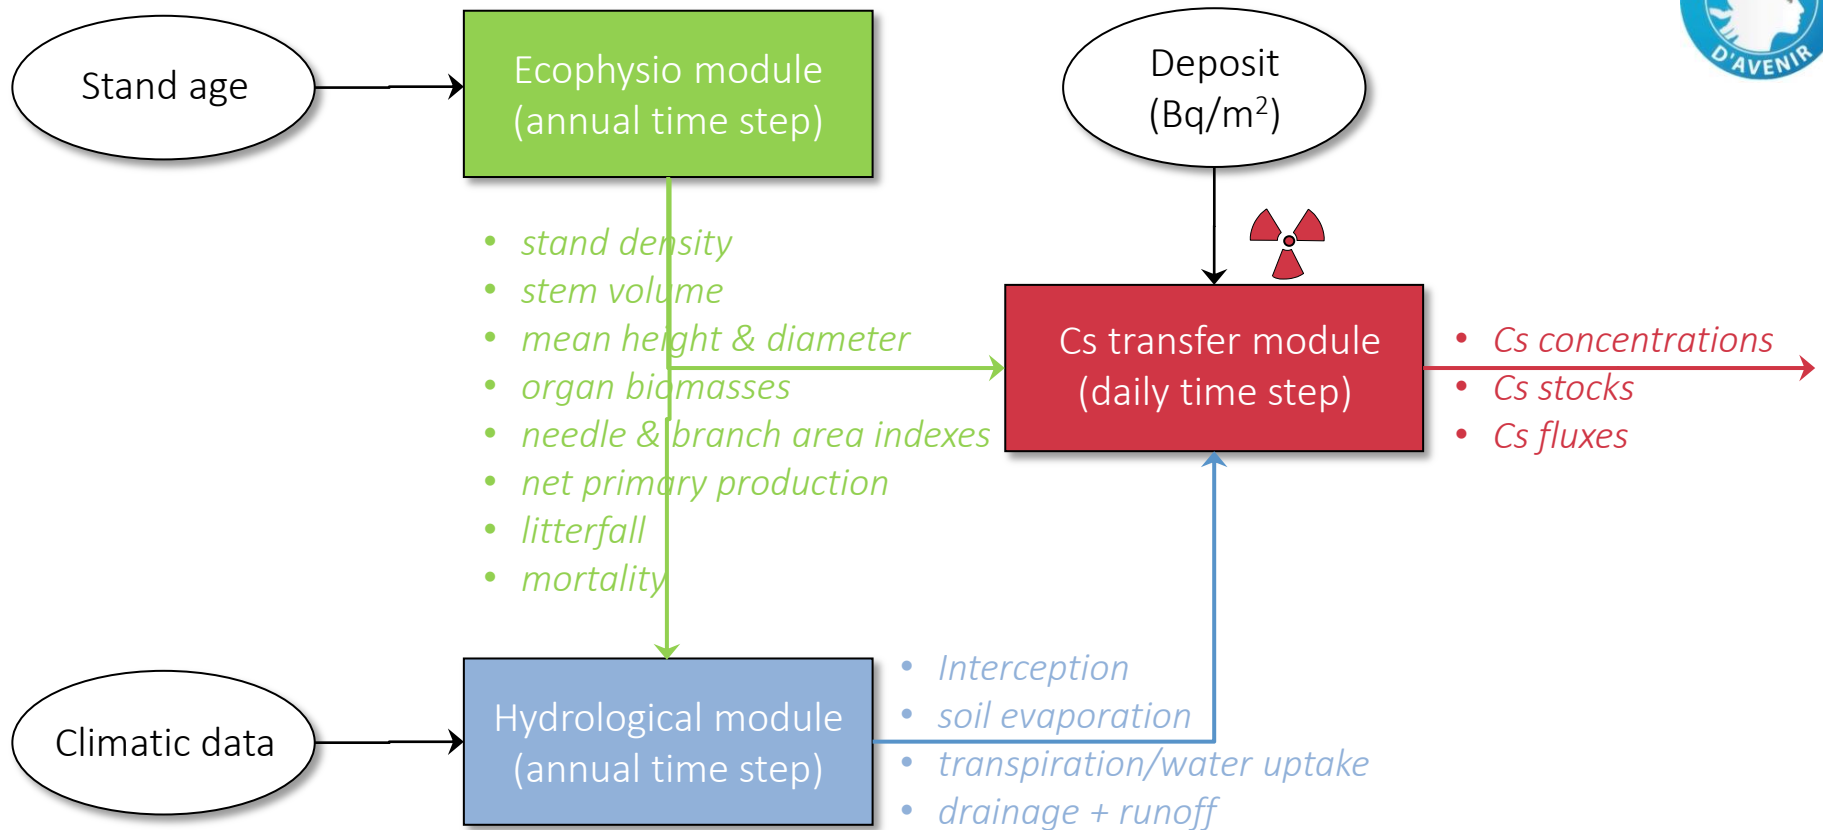 D'AVENIR
Stand age
Ecophysio module
(annual time step)
Deposit
(Bq/m²)
• stand density
• stem volume
• mean height & diameter
• organ biomasses
• needle & branch area indexes
• net primary production
• litterfall
• mortality
Cs transfer module
(daily time step)
• Cs concentrations
• Cs stocks
• Cs fluxes
Climatic data
Hydrological module
(annual time step)
• Interception
• soil evaporation
• transpiration/water uptake
• drainage + runoff